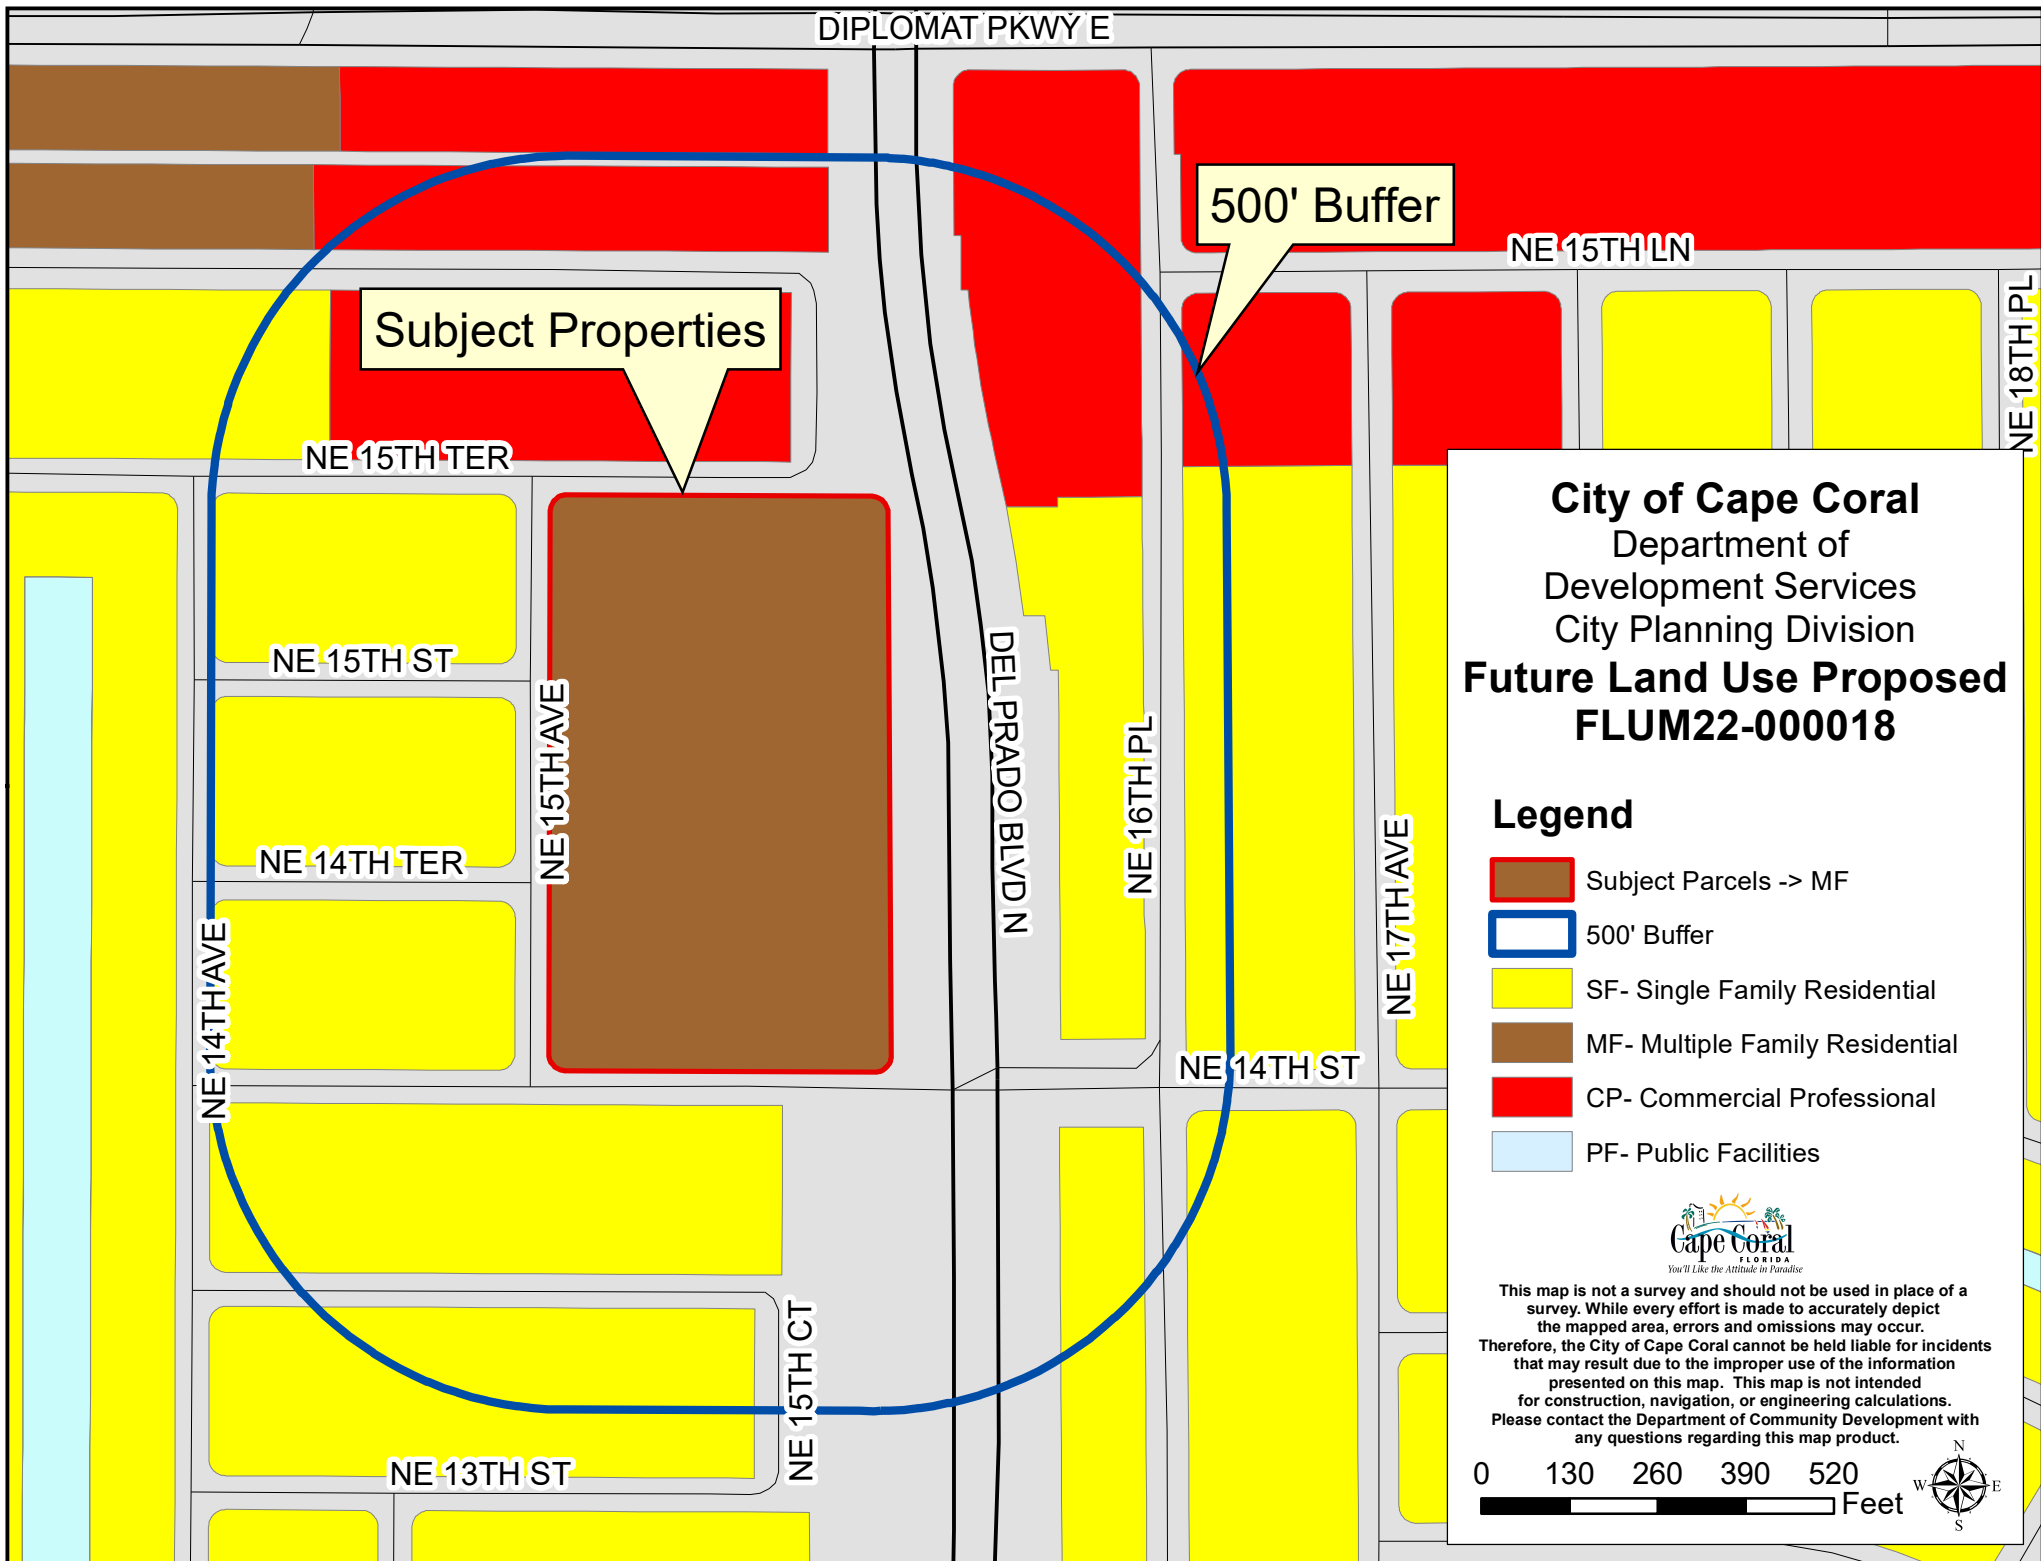 DIPLOMAT PKWY E
500' Buffer
NE 15TH LN
NE 18TH PL
Subject Properties
NE 15TH TER
NE 15TH ST
NE 15TH AVE
DEL PRADO BLVD N
NE 16TH PL
NE 14TH TER
NE 17TH AVE
NE 14TH AVE
NE 14TH ST
NE 15TH CT
NE 13TH ST
City of Cape Coral
Department of
Development Services
City Planning Division
Future Land Use Proposed
FLUM22-000018
Legend
Subject Parcels -> MF
500' Buffer
SF- Single Family Residential
MF- Multiple Family Residential
CP- Commercial Professional
PF- Public Facilities
Cape Coral
FLORIDA
You'll Like the Attitude in Paradise
This map is not a survey and should not be used in place of a
survey. While every effort is made to accurately depict
the mapped area, errors and omissions may occur.
Therefore, the City of Cape Coral cannot be held liable for incidents
that may result due to the improper use of the information
presented on this map. This map is not intended
for construction, navigation, or engineering calculations.
Please contact the Department of Community Development with
any questions regarding this map product.
0 130 260 390 520
Feet
N
W E
S